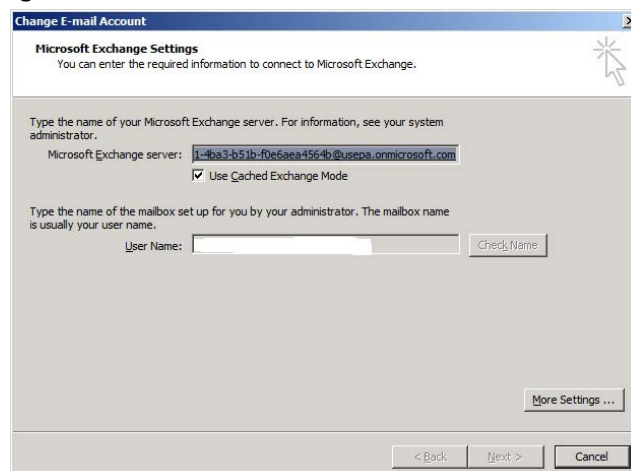 Change E-mail Account
Microsoft Exchange Settings
You can enter the required information to connect to Microsoft Exchange.
Type the name of your Microsoft Exchange server. For information, see your system
administrator.
Microsoft Exchange server: 1-4ba3-b51b-f0e6aea4564b@usepa.onmicrosoft.com
Use Cached Exchange Mode
Type the name of the mailbox set up for you by your administrator. The mailbox name
is usually your user name.
User Name: Check Name
More Settings ...
< Back Next > Cancel